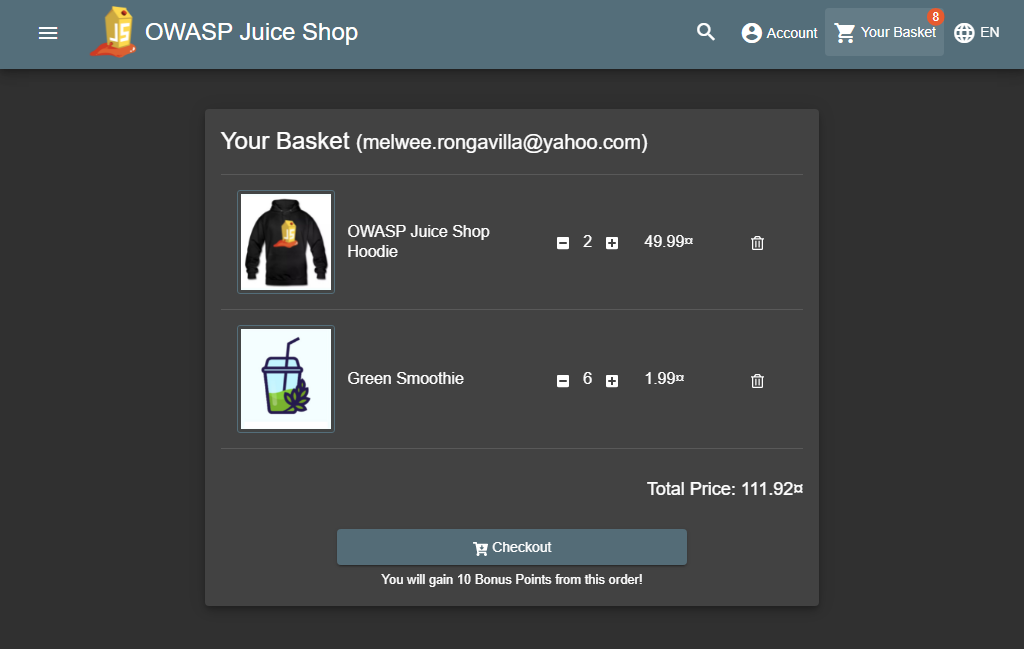 JS
OWASP Juice Shop
Account
Your Basket
8
EN
Your Basket (melwee.rongavilla@yahoo.com)
JS
OWASP Juice Shop
Hoodie
2
49.99¤
Green Smoothie
6
1.99¤
Total Price: 111.92¤
Checkout
You will gain 10 Bonus Points from this order!